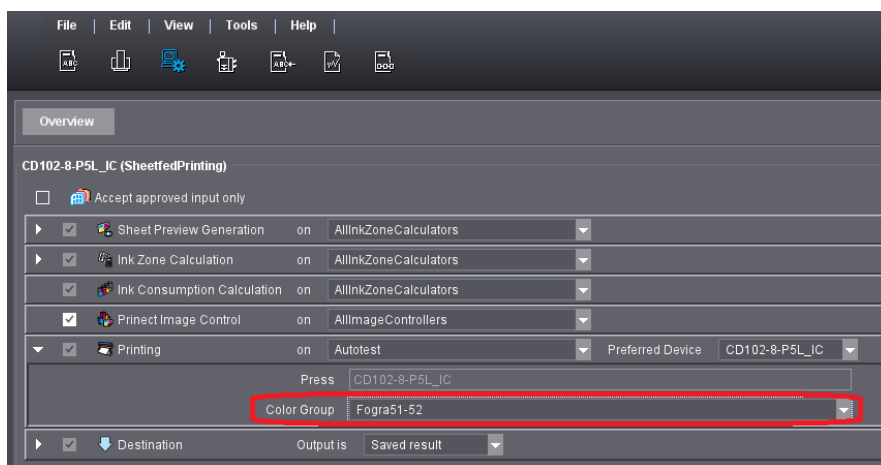 File | Edit | View | Tools | Help |
Overview
CD102-8-P5L_IC (SheetfedPrinting)
Accept approved input only
Sheet Preview Generation on AllInkZoneCalculators
Ink Zone Calculation on AllInkZoneCalculators
Ink Consumption Calculation on AllInkZoneCalculators
Prinect Image Control on AllImageControllers
Printing on Autotest Preferred Device CD102-8-P5L_IC
Press CD102-8-P5L_IC
Color Group Fogra51-52
Destination Output is Saved result